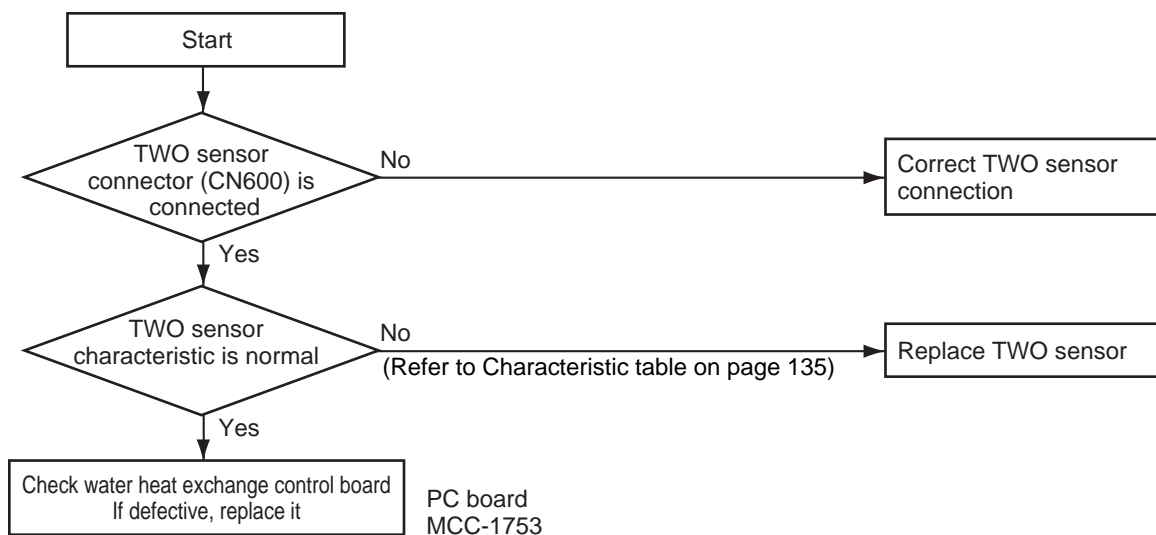 Start
TWO sensor
connector (CN600) is
connected
No
Correct TWO sensor
connection
Yes
TWO sensor
characteristic is normal
No
(Refer to Characteristic table on page 135)
Replace TWO sensor
Yes
Check water heat exchange control board
If defective, replace it
PC board
MCC-1753